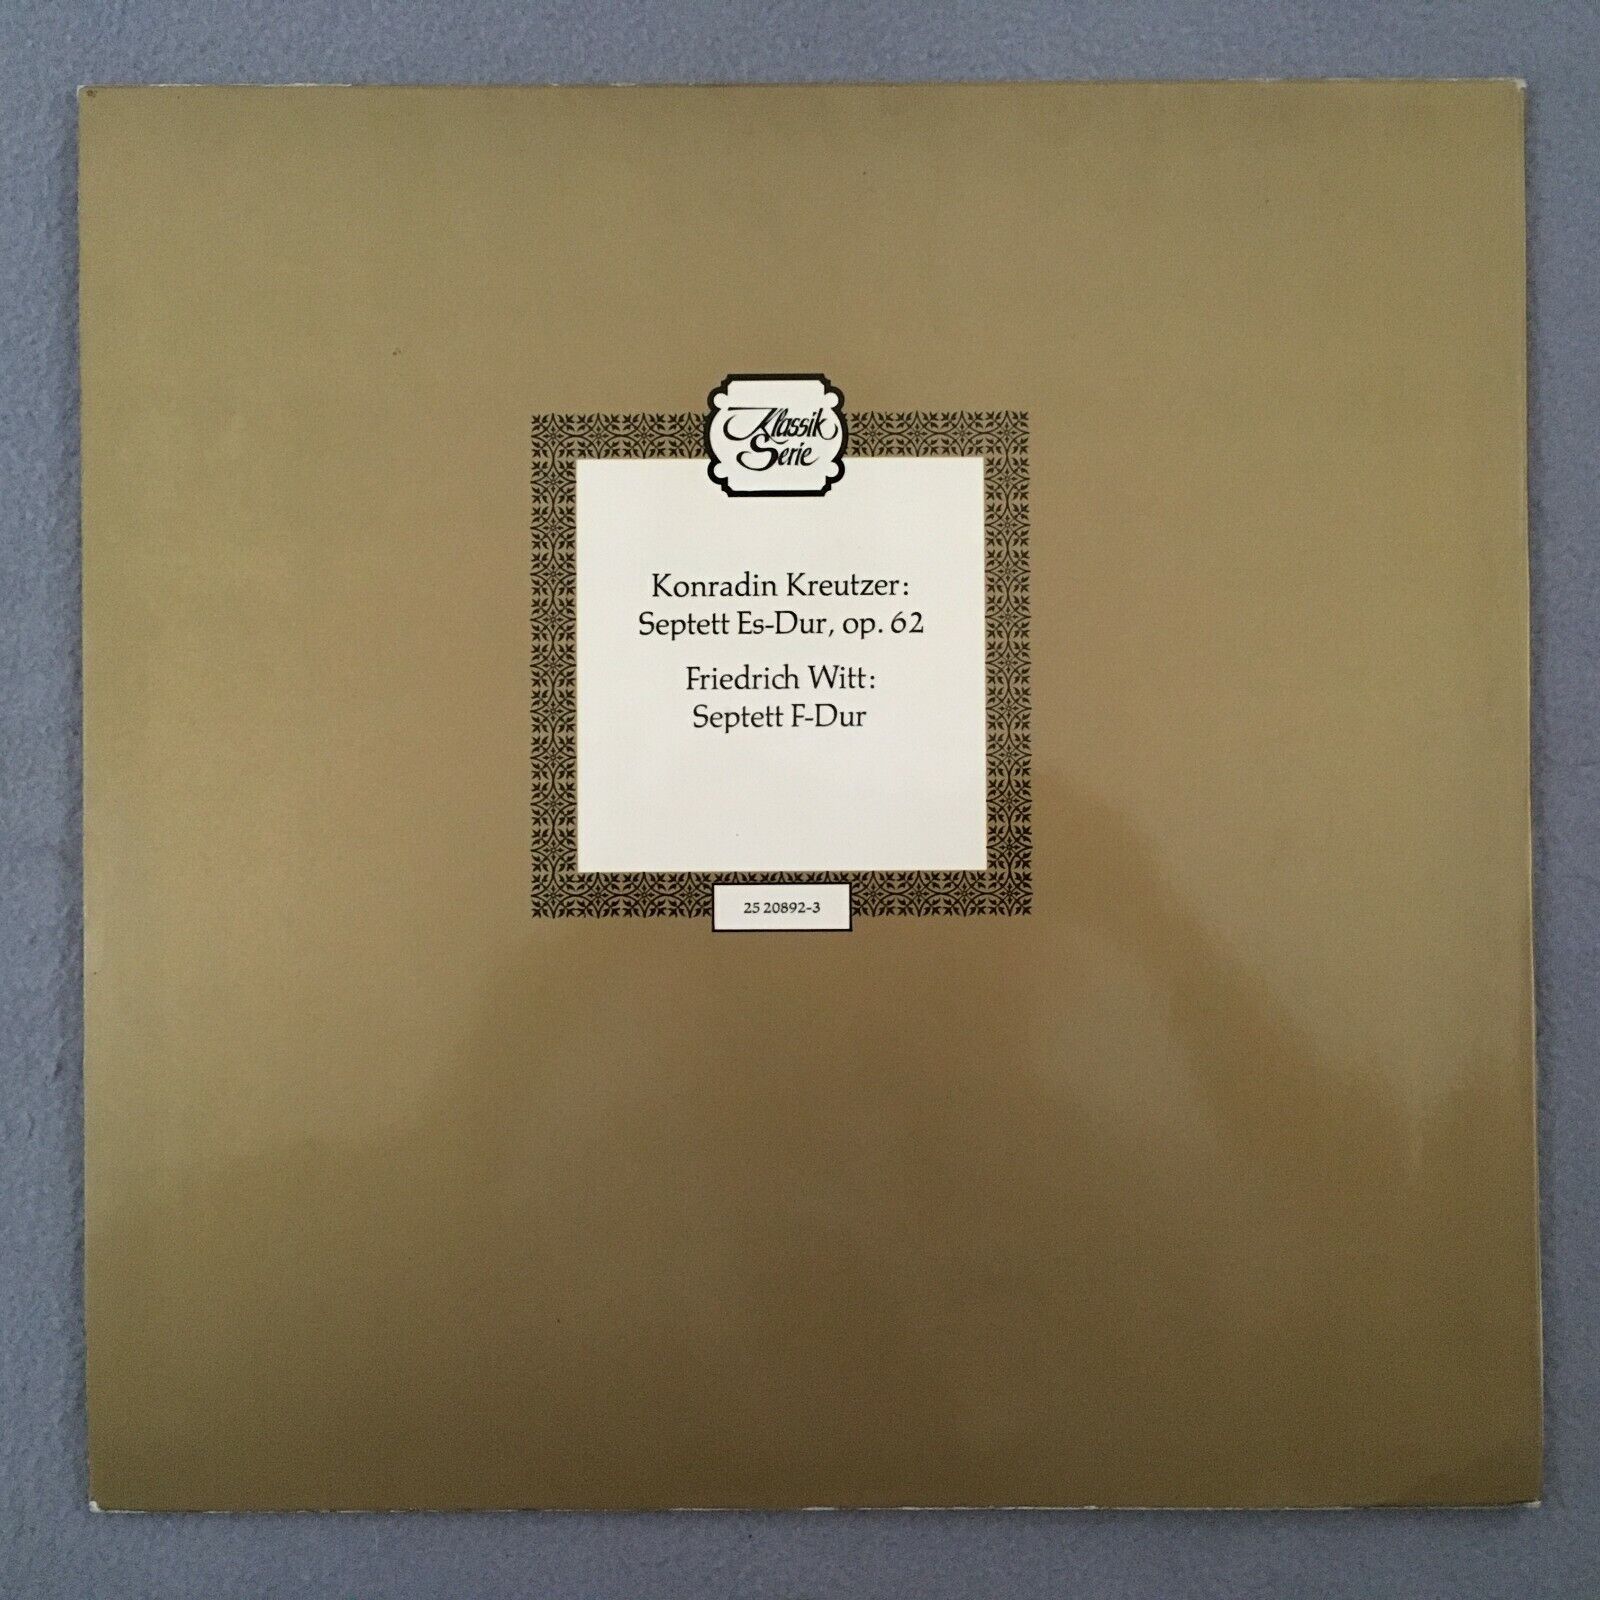 Klassik
Serie
Konradin Kreutzer:
Septett Es-Dur, op. 62
Friedrich Witt:
Septett F-Dur
25 20892-3